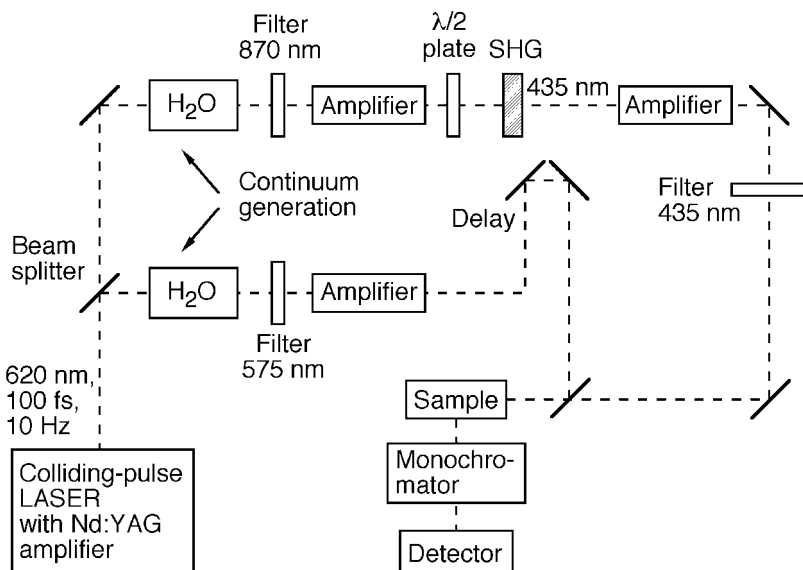 Filter
870 nm
λ/2
plate
SHG
H2O
Amplifier
435 nm
Amplifier
Continuum
generation
Filter
435 nm
Delay
Beam
splitter
H2O
Amplifier
Filter
575 nm
620 nm,
100 fs,
10 Hz
Sample
Colliding-pulse
LASER
with Nd:YAG
amplifier
Monochro-
mator
Detector